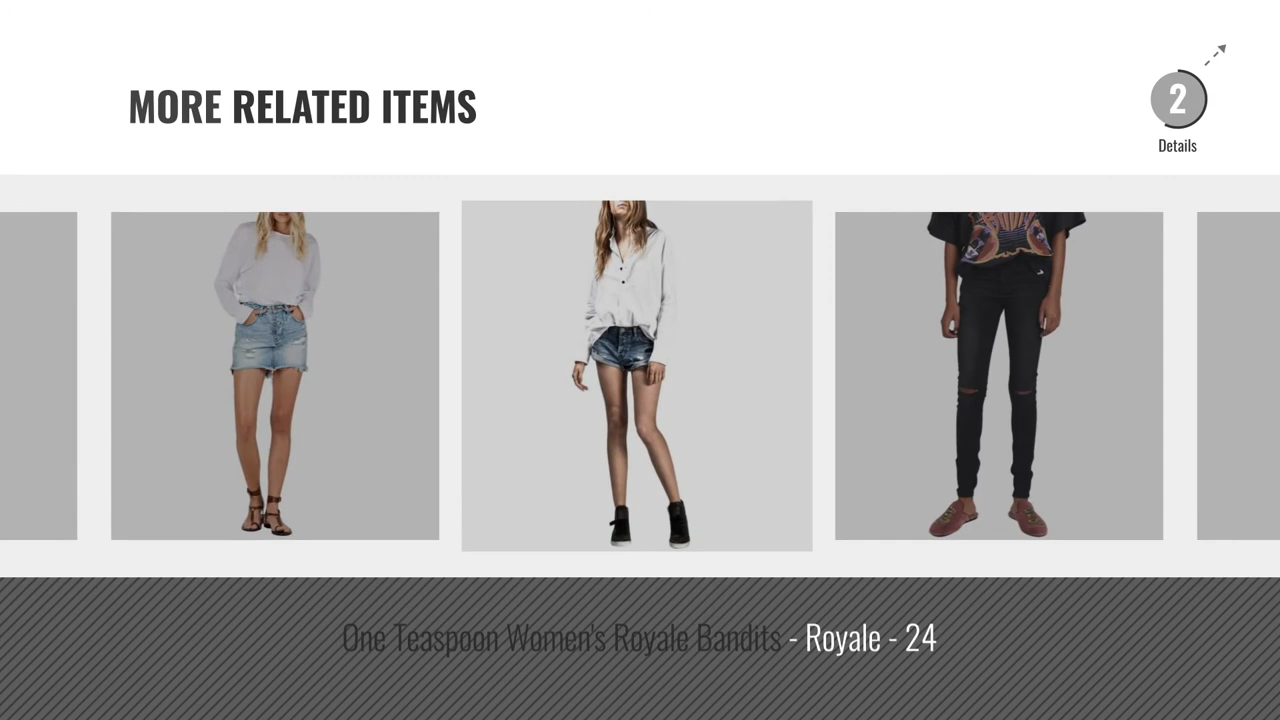 MORE RELATED ITEMS
2
Details
One Teaspoon Women's Royale Bandits - Royale - 24